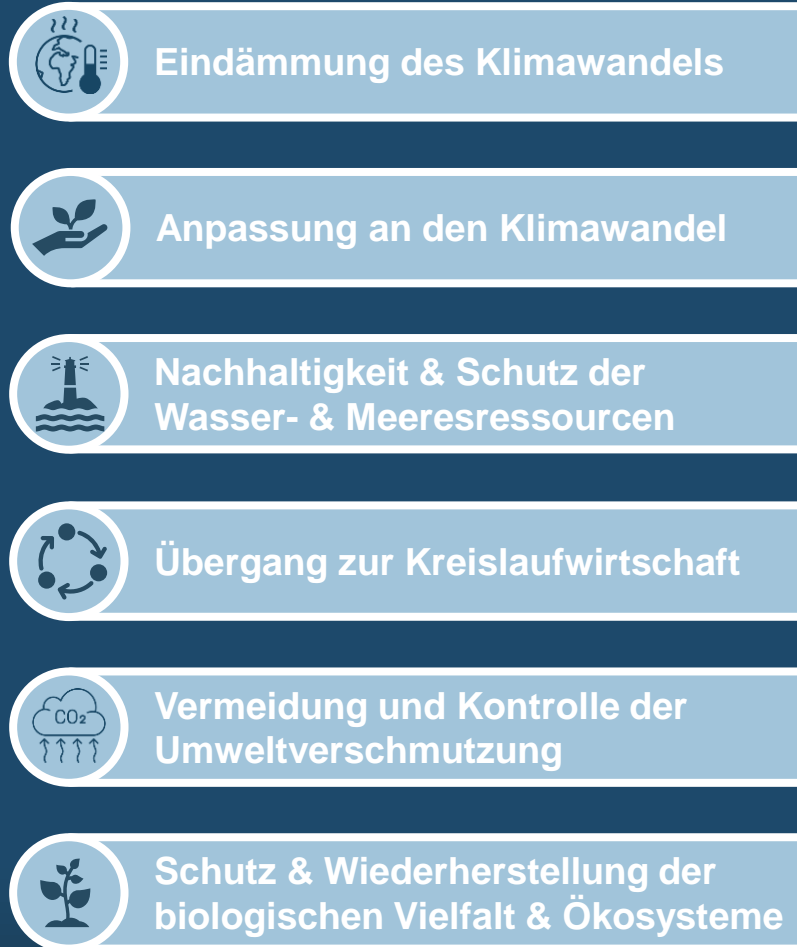 Eindämmung des Klimawandels
Anpassung an den Klimawandel
Nachhaltigkeit & Schutz der
Wasser- & Meeresressourcen
Übergang zur Kreislaufwirtschaft
CO₂
Vermeidung und Kontrolle der
Umweltverschmutzung
Schutz & Wiederherstellung der
biologischen Vielfalt & Ökosysteme